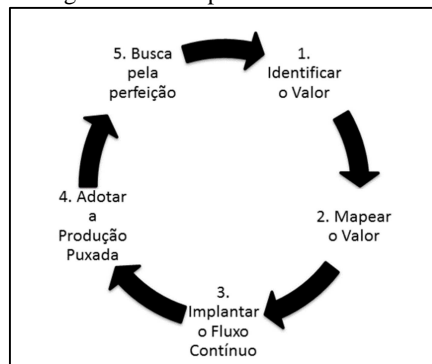 5. Busca
pela
perfeição
1.
Identificar
o Valor
2. Mapear
o Valor
3.
Implantar
o Fluxo
Contínuo
4. Adotar
a
Produção
Puxada